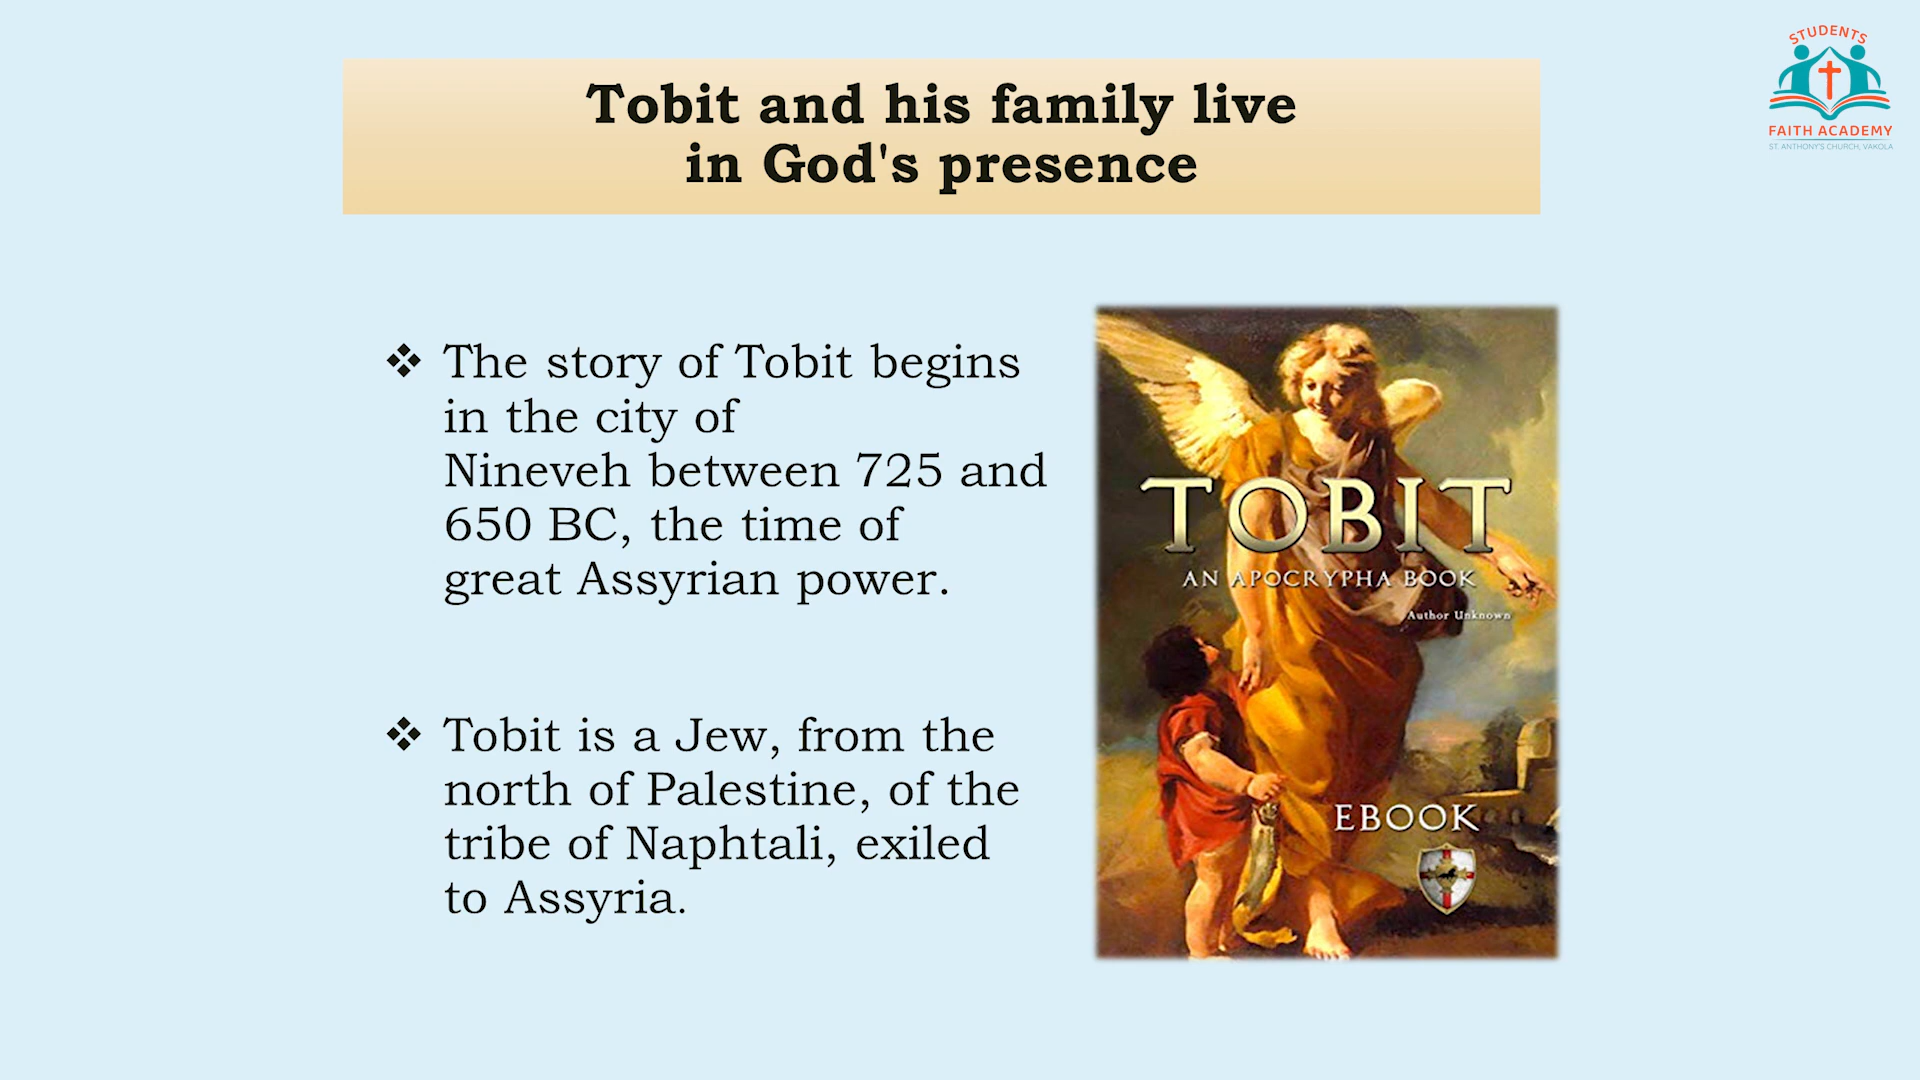 Tobit and his family live
in God's presence
STUDENTS
FAITH ACADEMY
ST. ANTHONY'S CHURCH, VAKOLA
❖ The story of Tobit begins
in the city of
Nineveh between 725 and
650 BC, the time of
great Assyrian power.
❖ Tobit is a Jew, from the
north of Palestine, of the
tribe of Naphtali, exiled
to Assyria.
TOBIT
AN APOCRYPHA BOOK
Author Unknown
EBOOK